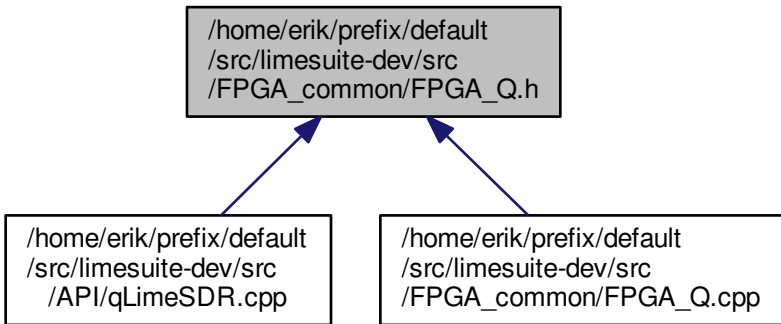 /home/erik/prefix/default
/src/limesuite-dev/src
/FPGA_common/FPGA_Q.h
/home/erik/prefix/default
/src/limesuite-dev/src
/API/qLimeSDR.cpp
/home/erik/prefix/default
/src/limesuite-dev/src
/FPGA_common/FPGA_Q.cpp